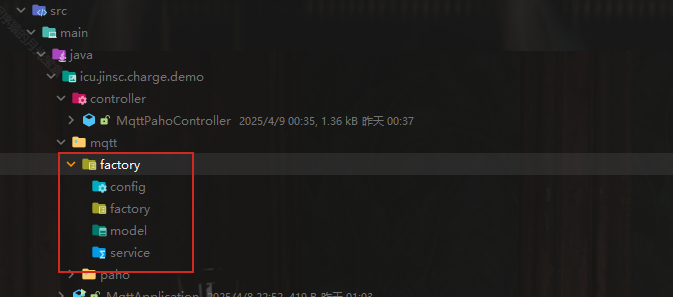 src
main
java
icu.jinsc.charge.demo
controller
MqttPahoController 2025/4/9 00:35, 1.36 kB 昨天 00:37
mqtt
factory
config
factory
model
service
paho
MqttApplication 2025/4/8 22:52, 419 B 昨天 01:03